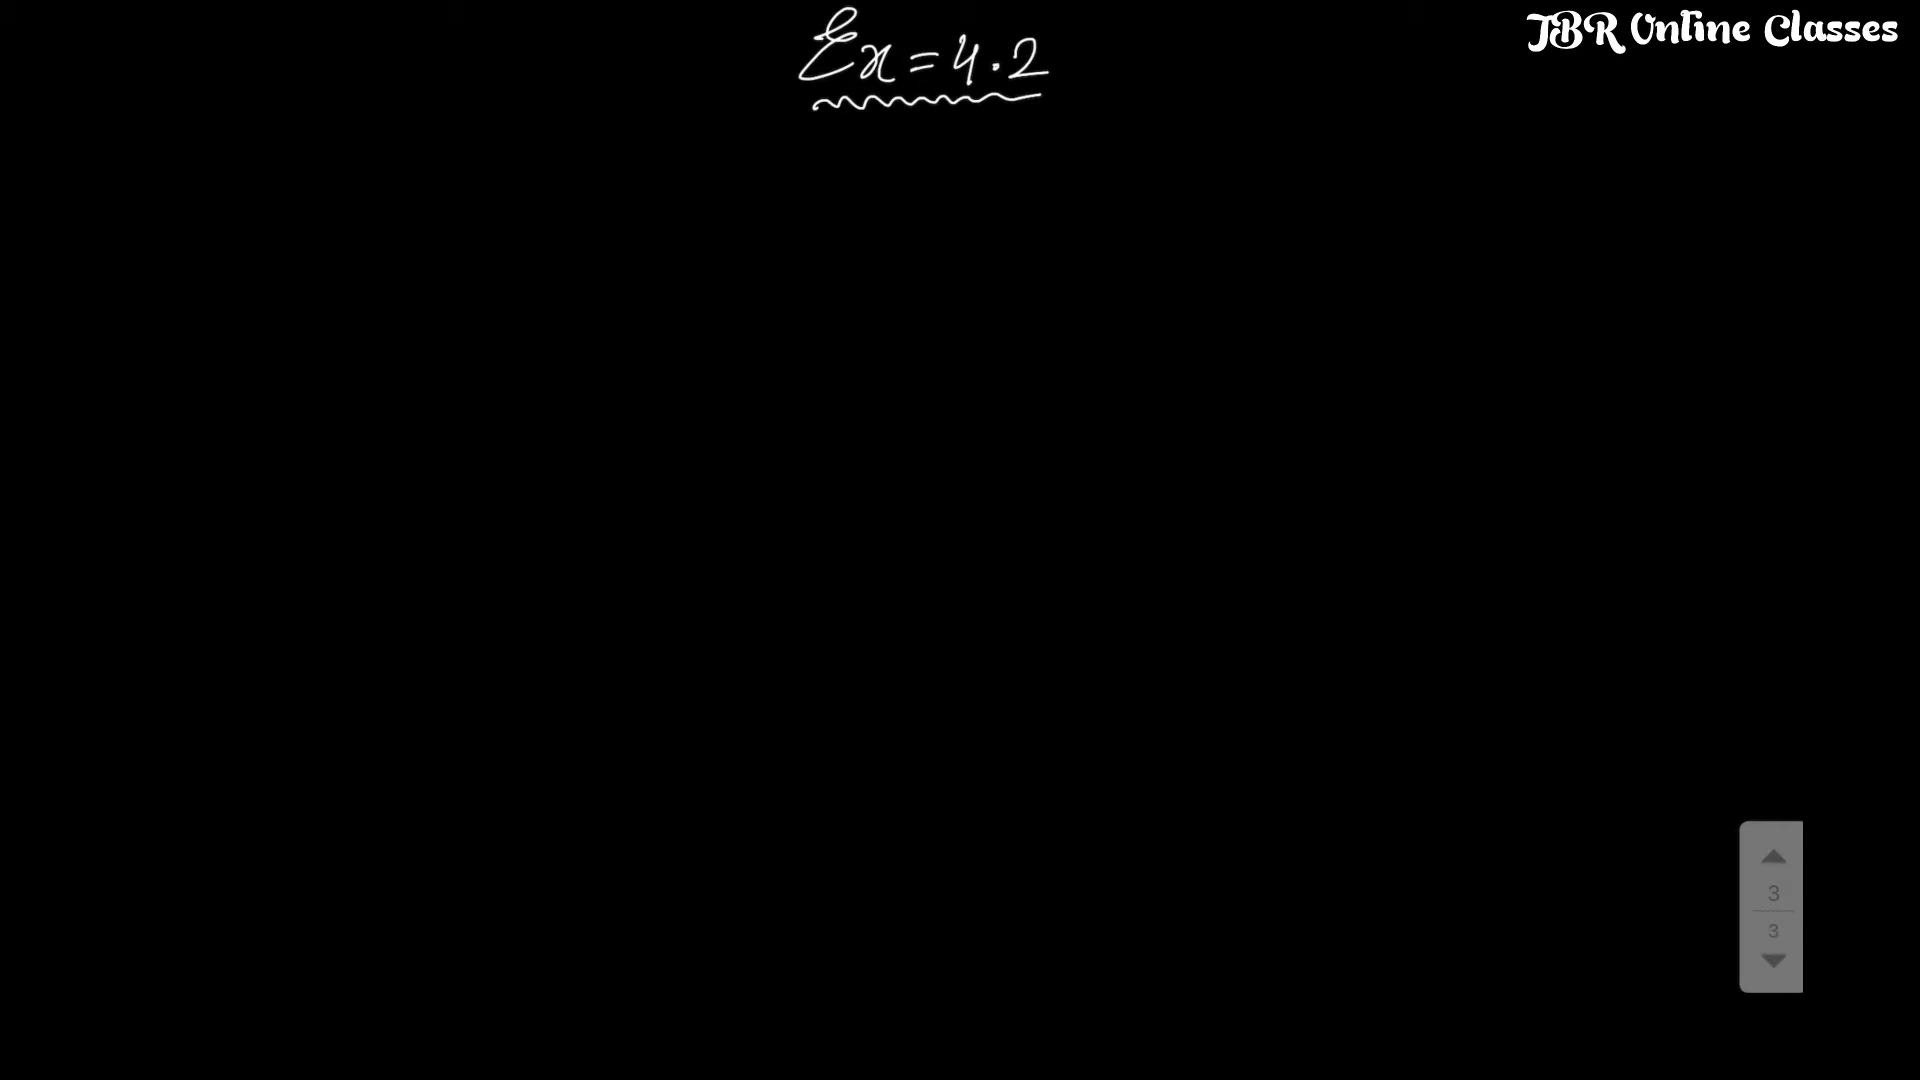 Ex = 4.2
JBR Online Classes
3
3